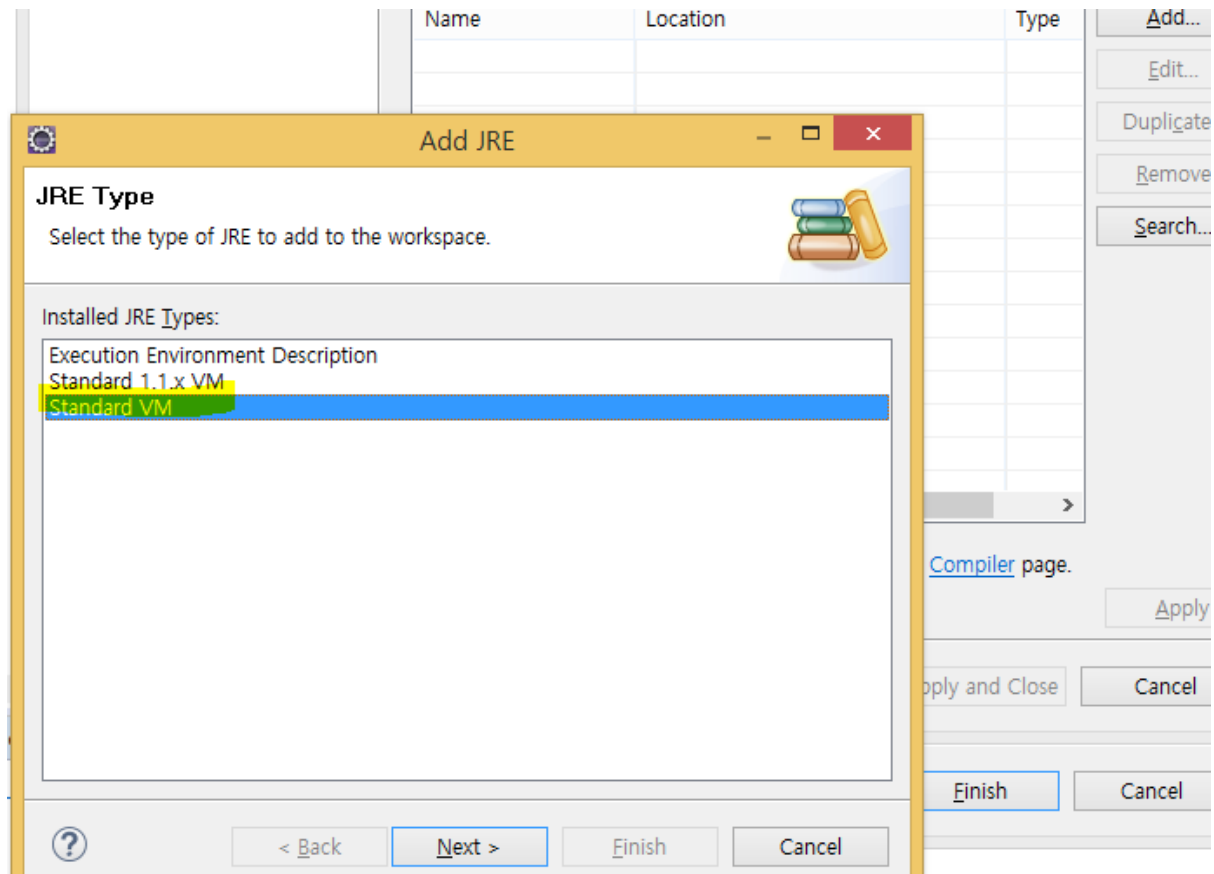 Name Location Type Add...
Edit...
Duplicate
Remove
Search...
Add JRE
JRE Type
Select the type of JRE to add to the workspace.
Installed JRE Types:
Execution Environment Description
Standard 1.1.x VM
Standard VM
Compiler page.
Apply
pply and Close Cancel
Finish Cancel
< Back Next > Finish Cancel